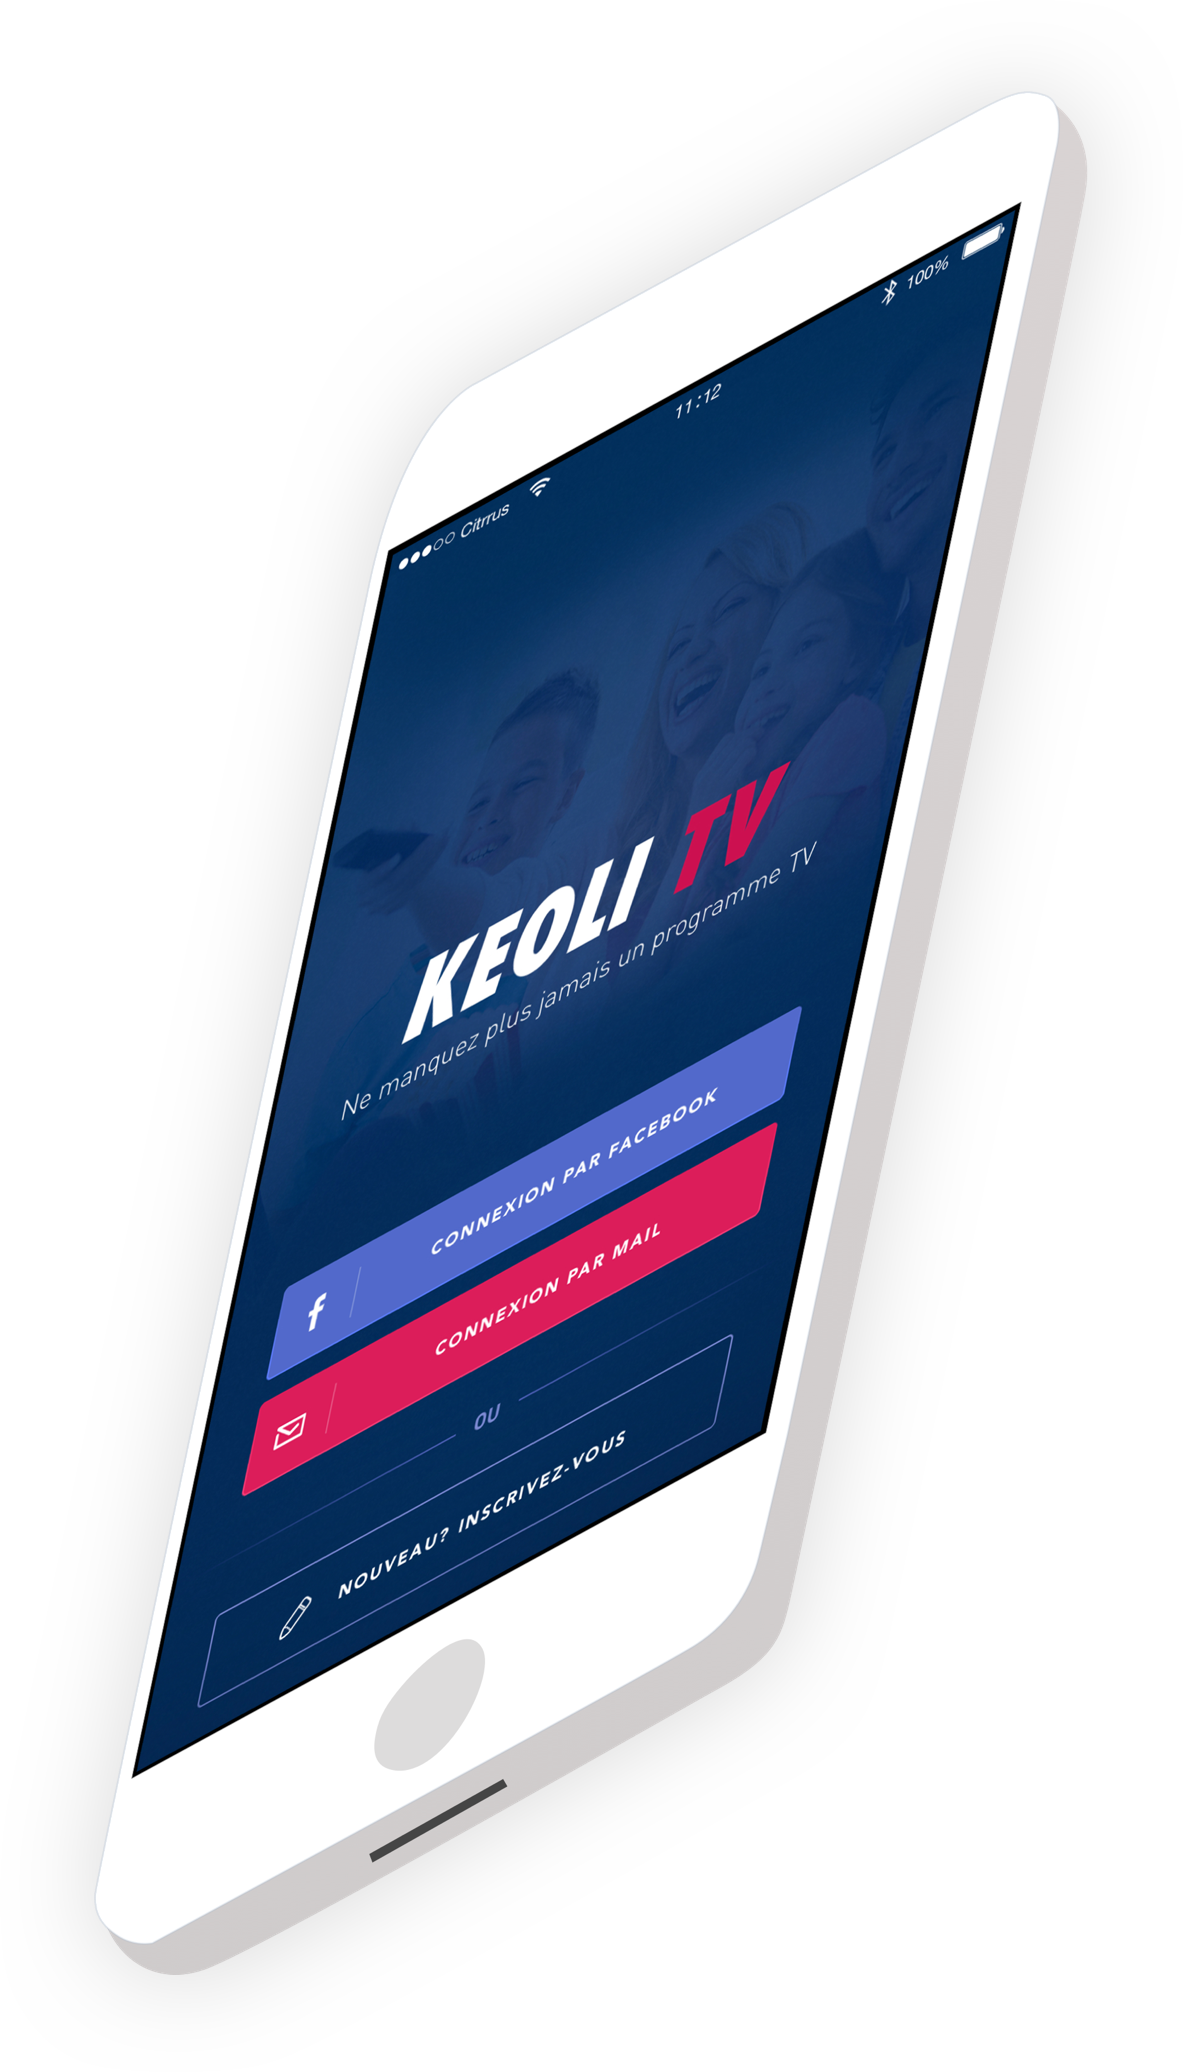 Citrrus 11:12 100%
KEOLI TV
Ne manquez plus jamais un programme TV
CONNEXION PAR FACEBOOK
CONNEXION PAR MAIL
OU
NOUVEAU? INSCRIVEZ-VOUS